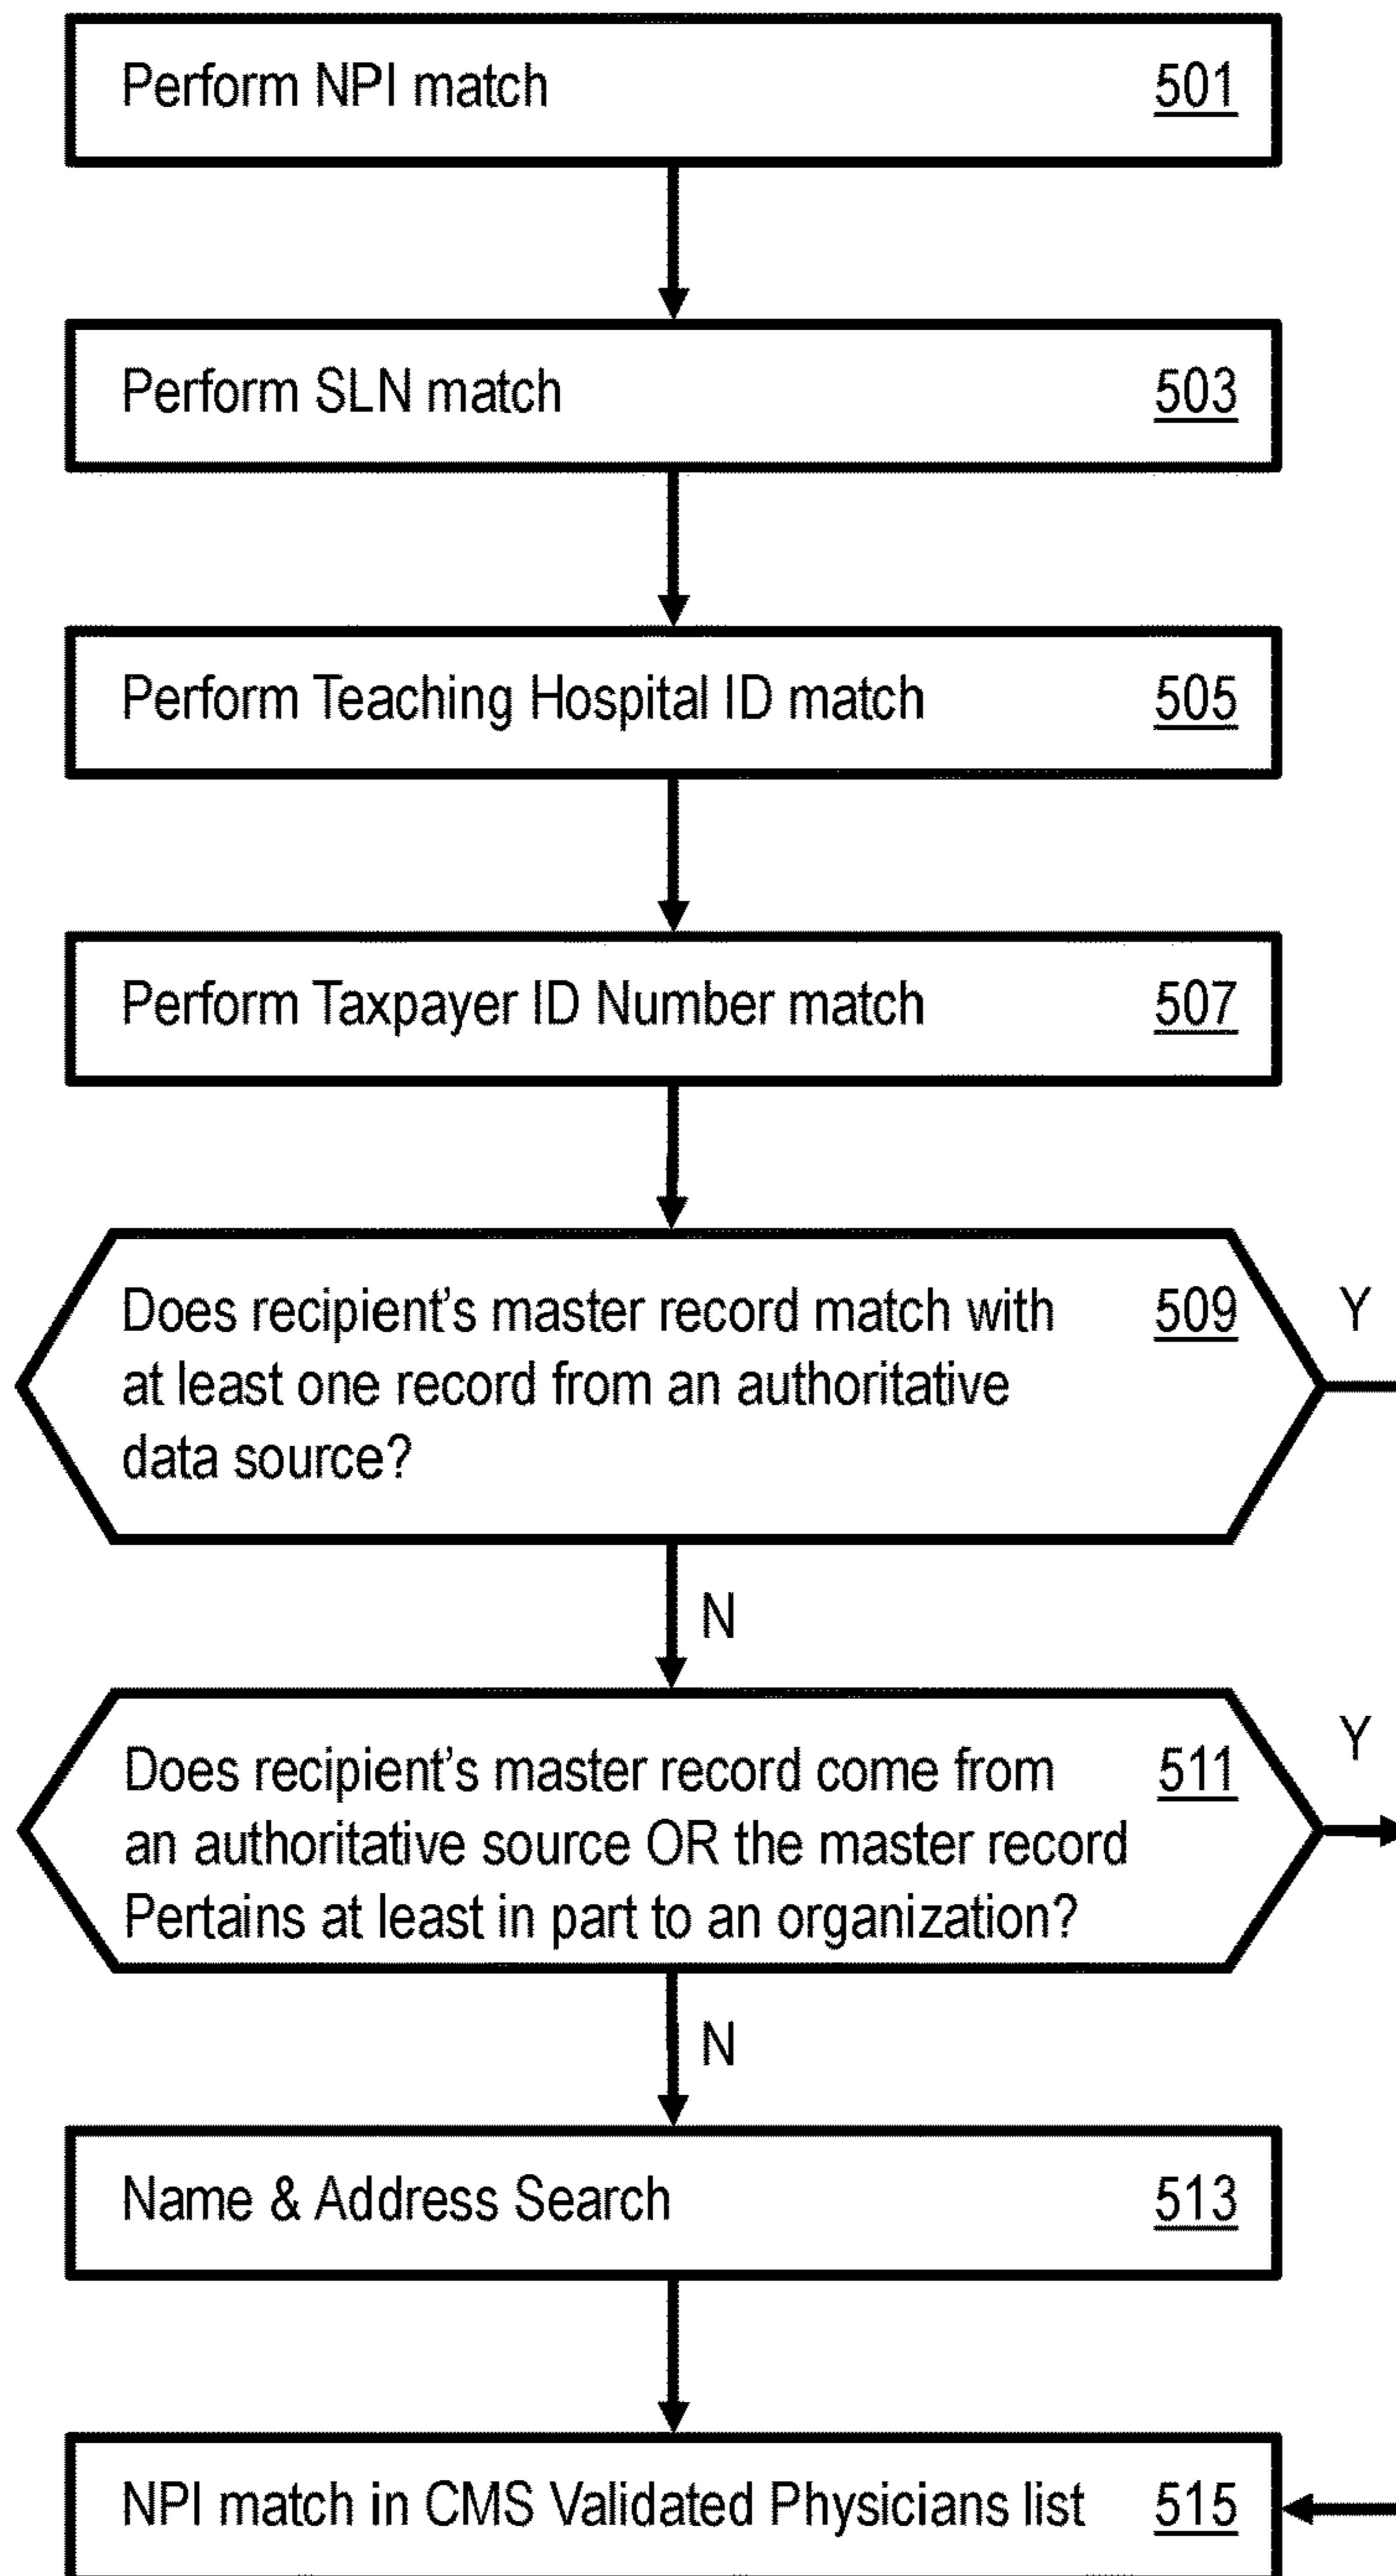 Perform NPI match 501
Perform SLN match 503
Perform Teaching Hospital ID match 505
Perform Taxpayer ID Number match 507
Does recipient's master record match with 509 Y
at least one record from an authoritative
data source?
N
Does recipient's master record come from 511 Y
an authoritative source OR the master record
Pertains at least in part to an organization?
N
Name & Address Search 513
NPI match in CMS Validated Physicians list 515